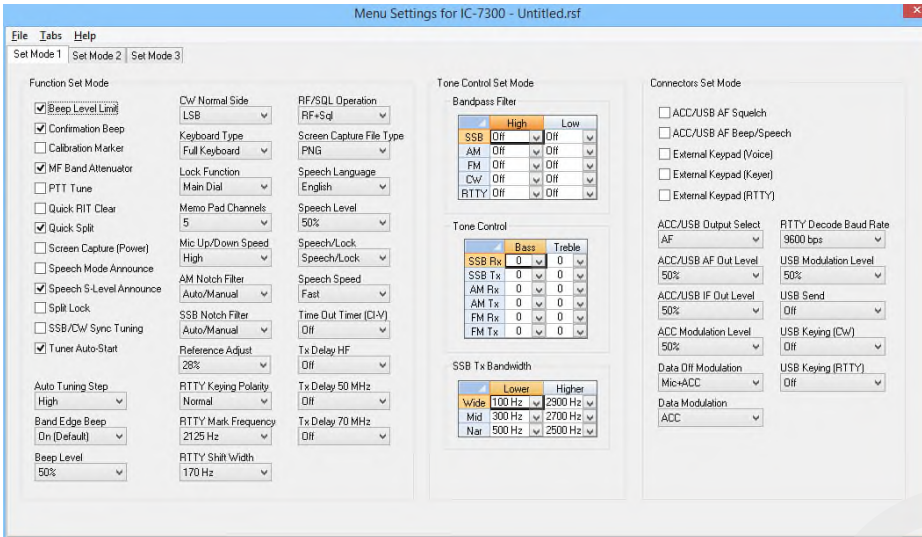 Menu Settings for IC-7300 - Untitled.rsf
File Tabs Help
Set Mode 1 Set Mode 2 Set Mode 3
Function Set Mode
Beep Level Limit
Confirmation Beep
Calibration Marker
MF Band Attenuator
PTT Tune
Quick RIT Clear
Quick Split
Screen Capture (Power)
Speech Mode Announce
Speech S-Level Announce
Split Lock
SSB/CW Sync Tuning
Tuner Auto-Start
Auto Tuning Step
High
Band Edge Beep
On (Default)
Beep Level
50%
CW Normal Side
LSB
Keyboard Type
Full Keyboard
Lock Function
Main Dial
Memo Pad Channels
5
Mic Up/Down Speed
High
AM Notch Filter
Auto/Manual
SSB Notch Filter
Auto/Manual
Reference Adjust
28%
RTTY Keying Polarity
Normal
RTTY Mark Frequency
2125 Hz
RTTY Shift Width
170 Hz
RF/SQL Operation
RF+Sql
Screen Capture File Type
PNG
Speech Language
English
Speech Level
50%
Speech/Lock
Speech/Lock
Speech Speed
Fast
Time Out Timer (CI-V)
Off
Tx Delay HF
Off
Tx Delay 50 MHz
Off
Tx Delay 70 MHz
Off
Tone Control Set Mode
Bandpass Filter
High Low
SSB Off Off
AM Off Off
FM Off Off
CW Off Off
RTTY Off Off
Tone Control
Bass Treble
SSB Rx 0 0
SSB Tx 0 0
AM Rx 0 0
AM Tx 0 0
FM Rx 0 0
FM Tx 0 0
SSB Tx Bandwidth
Lower Higher
Wide 100 Hz 2900 Hz
Mid 300 Hz 2700 Hz
Nar 500 Hz 2500 Hz
Connectors Set Mode
ACC/USB AF Squelch
ACC/USB AF Beep/Speech
External Keypad (Voice)
External Keypad (Keyer)
External Keypad (RTTY)
ACC/USB Output Select
AF
ACC/USB AF Out Level
50%
ACC/USB IF Out Level
50%
ACC Modulation Level
50%
Data Off Modulation
Mic+ACC
Data Modulation
ACC
RTTY Decode Baud Rate
9600 bps
USB Modulation Level
50%
USB Send
Off
USB Keying (CW)
Off
USB Keying (RTTY)
Off